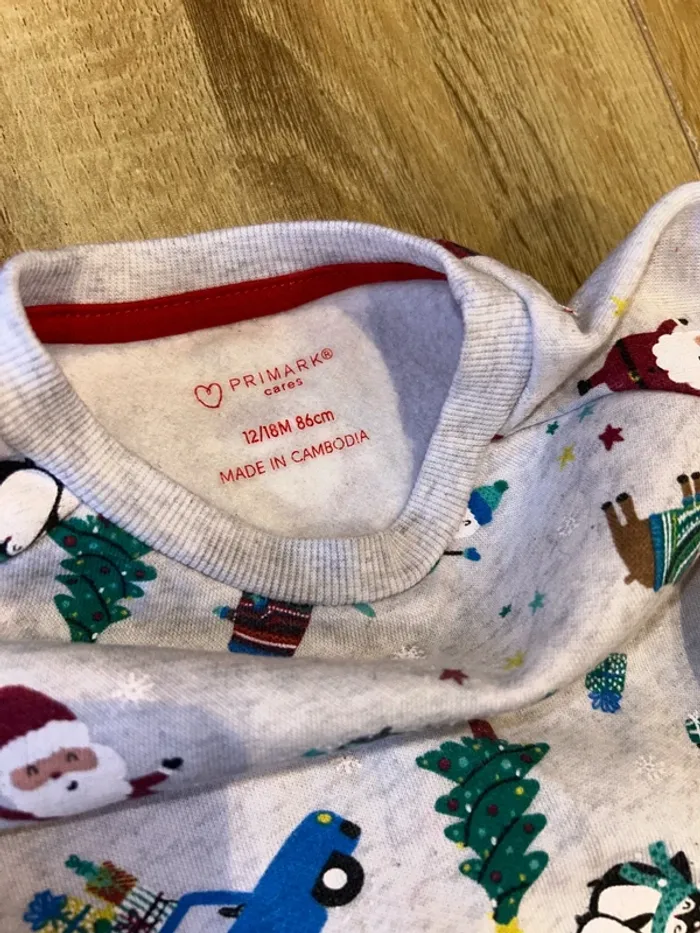 PRIMARK®
cares
12/18M 86cm
MADE IN CAMBODIA